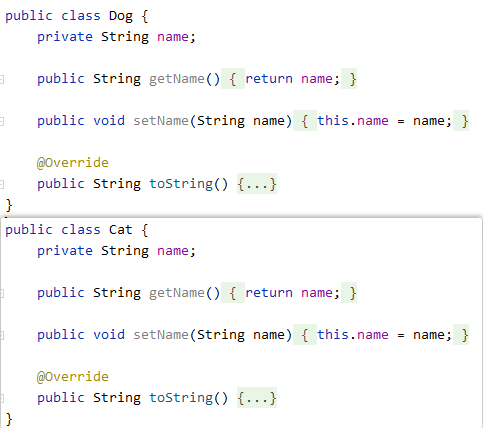 public class Dog {
private String name;
public String getName() { return name; }
public void setName(String name) { this.name = name; }
@Override
public String toString() {...}
}
public class Cat {
private String name;
public String getName() { return name; }
public void setName(String name) { this.name = name; }
@Override
public String toString() {...}
}